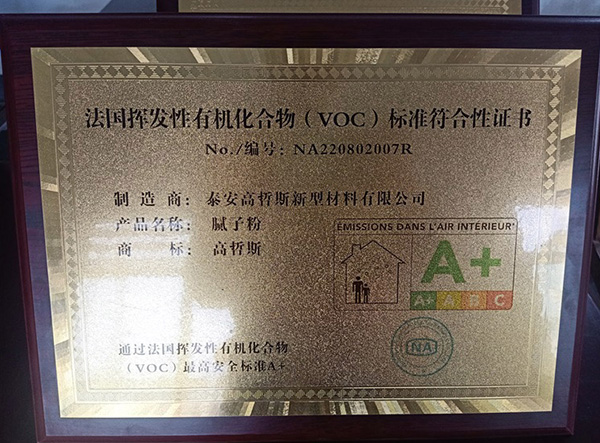 法国挥发性有机化合物（VOC）标准符合性证书
No./编号: NA220802007R
制造商: 泰安高哲斯新型材料有限公司
产品名称: 腻子粉
商 标: 高哲斯
ÉMISSIONS DANS L'AIR INTÉRIEUR*
A+
A+ A B C
NA
通过法国挥发性有机化合物
（VOC）最高安全标准A+